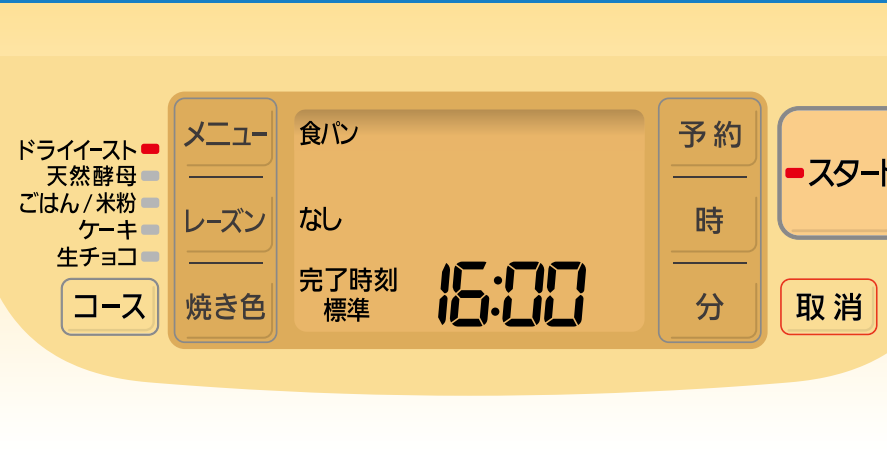 ドライイースト
天然酵母
ごはん/米粉
ケーキ
生チョコ
コース
メニュー
レーズン
焼き色
食パン
なし
完了時刻
標準
16:00
予約
時
分
スタート
取消